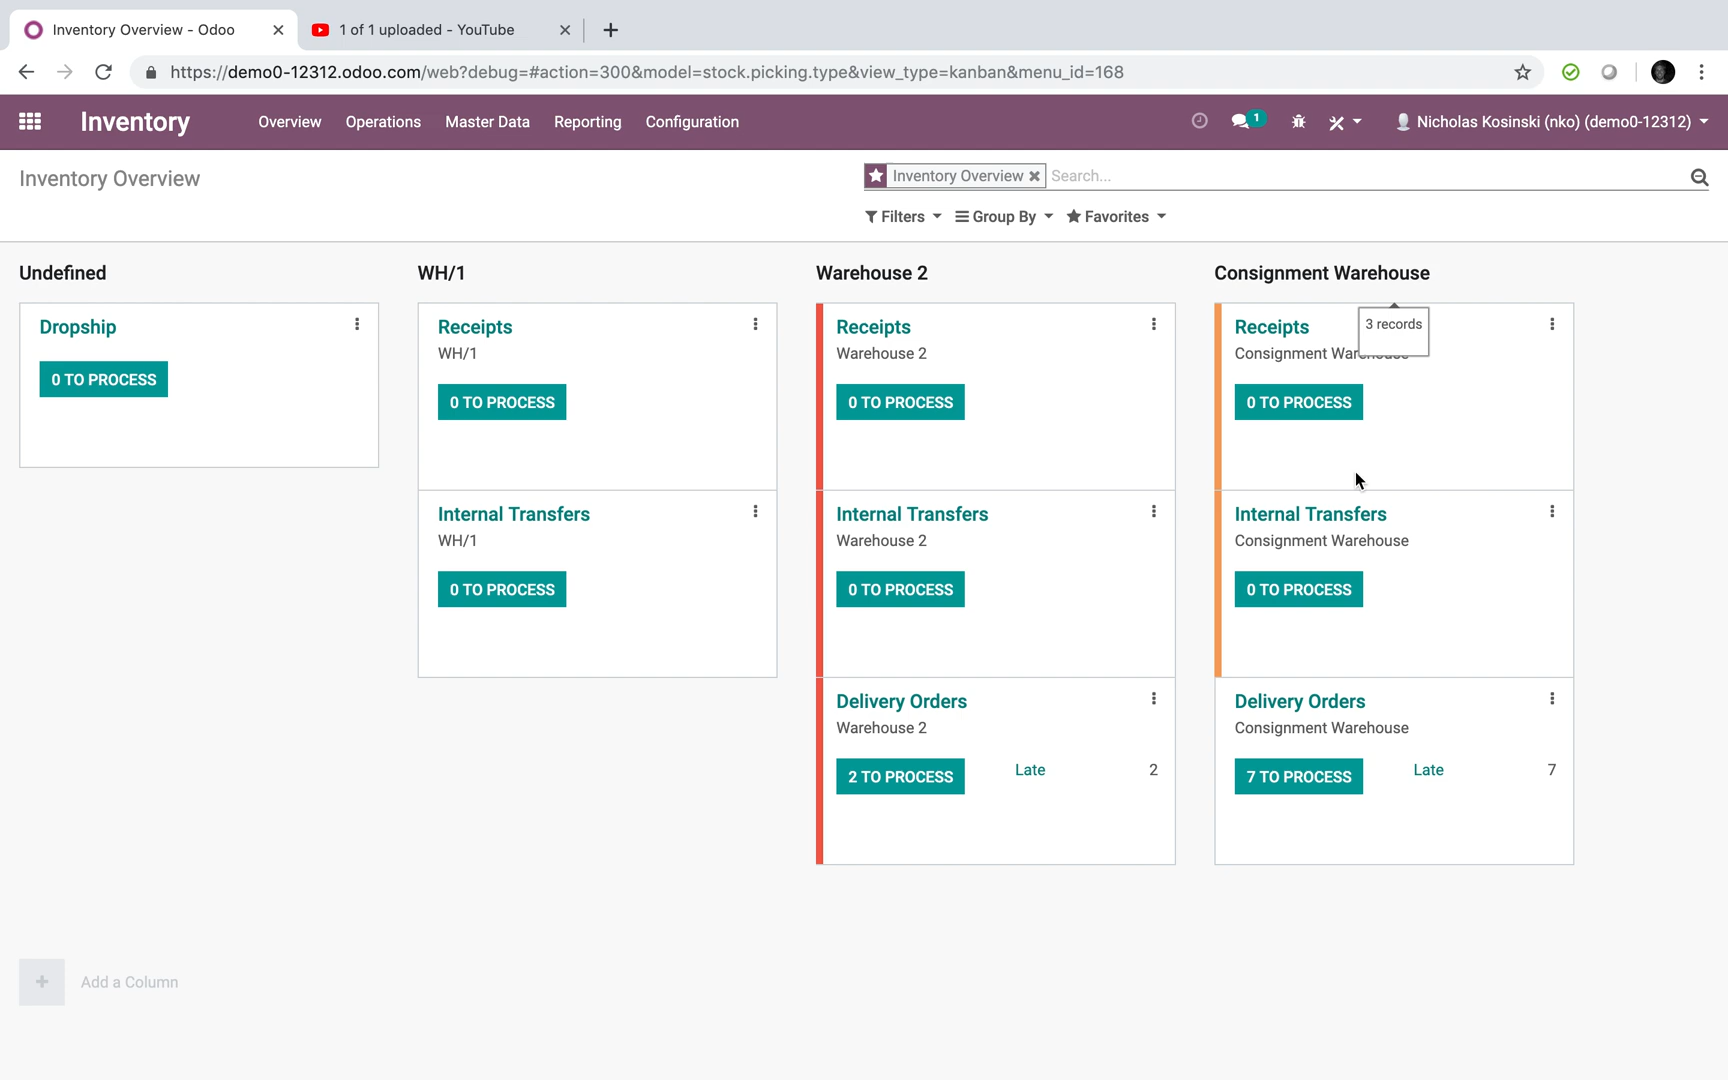 Inventory Overview - Odoo
1 of 1 uploaded - YouTube
https://demo0-12312.odoo.com/web?debug=#action=300&model=stock.picking.type&view_type=kanban&menu_id=168
Inventory Overview Operations Master Data Reporting Configuration 1 Nicholas Kosinski (nko) (demo0-12312)
Inventory Overview
Inventory Overview Search...
Filters Group By Favorites
Undefined
Dropship
0 TO PROCESS
WH/1
Receipts
WH/1
0 TO PROCESS
Internal Transfers
WH/1
0 TO PROCESS
Warehouse 2
Receipts
Warehouse 2
0 TO PROCESS
Internal Transfers
Warehouse 2
0 TO PROCESS
Delivery Orders
Warehouse 2
2 TO PROCESS Late 2
Consignment Warehouse
Receipts
3 records
Consignment
0 TO PROCESS
Internal Transfers
Consignment Warehouse
0 TO PROCESS
Delivery Orders
Consignment Warehouse
7 TO PROCESS Late 7
+ Add a Column